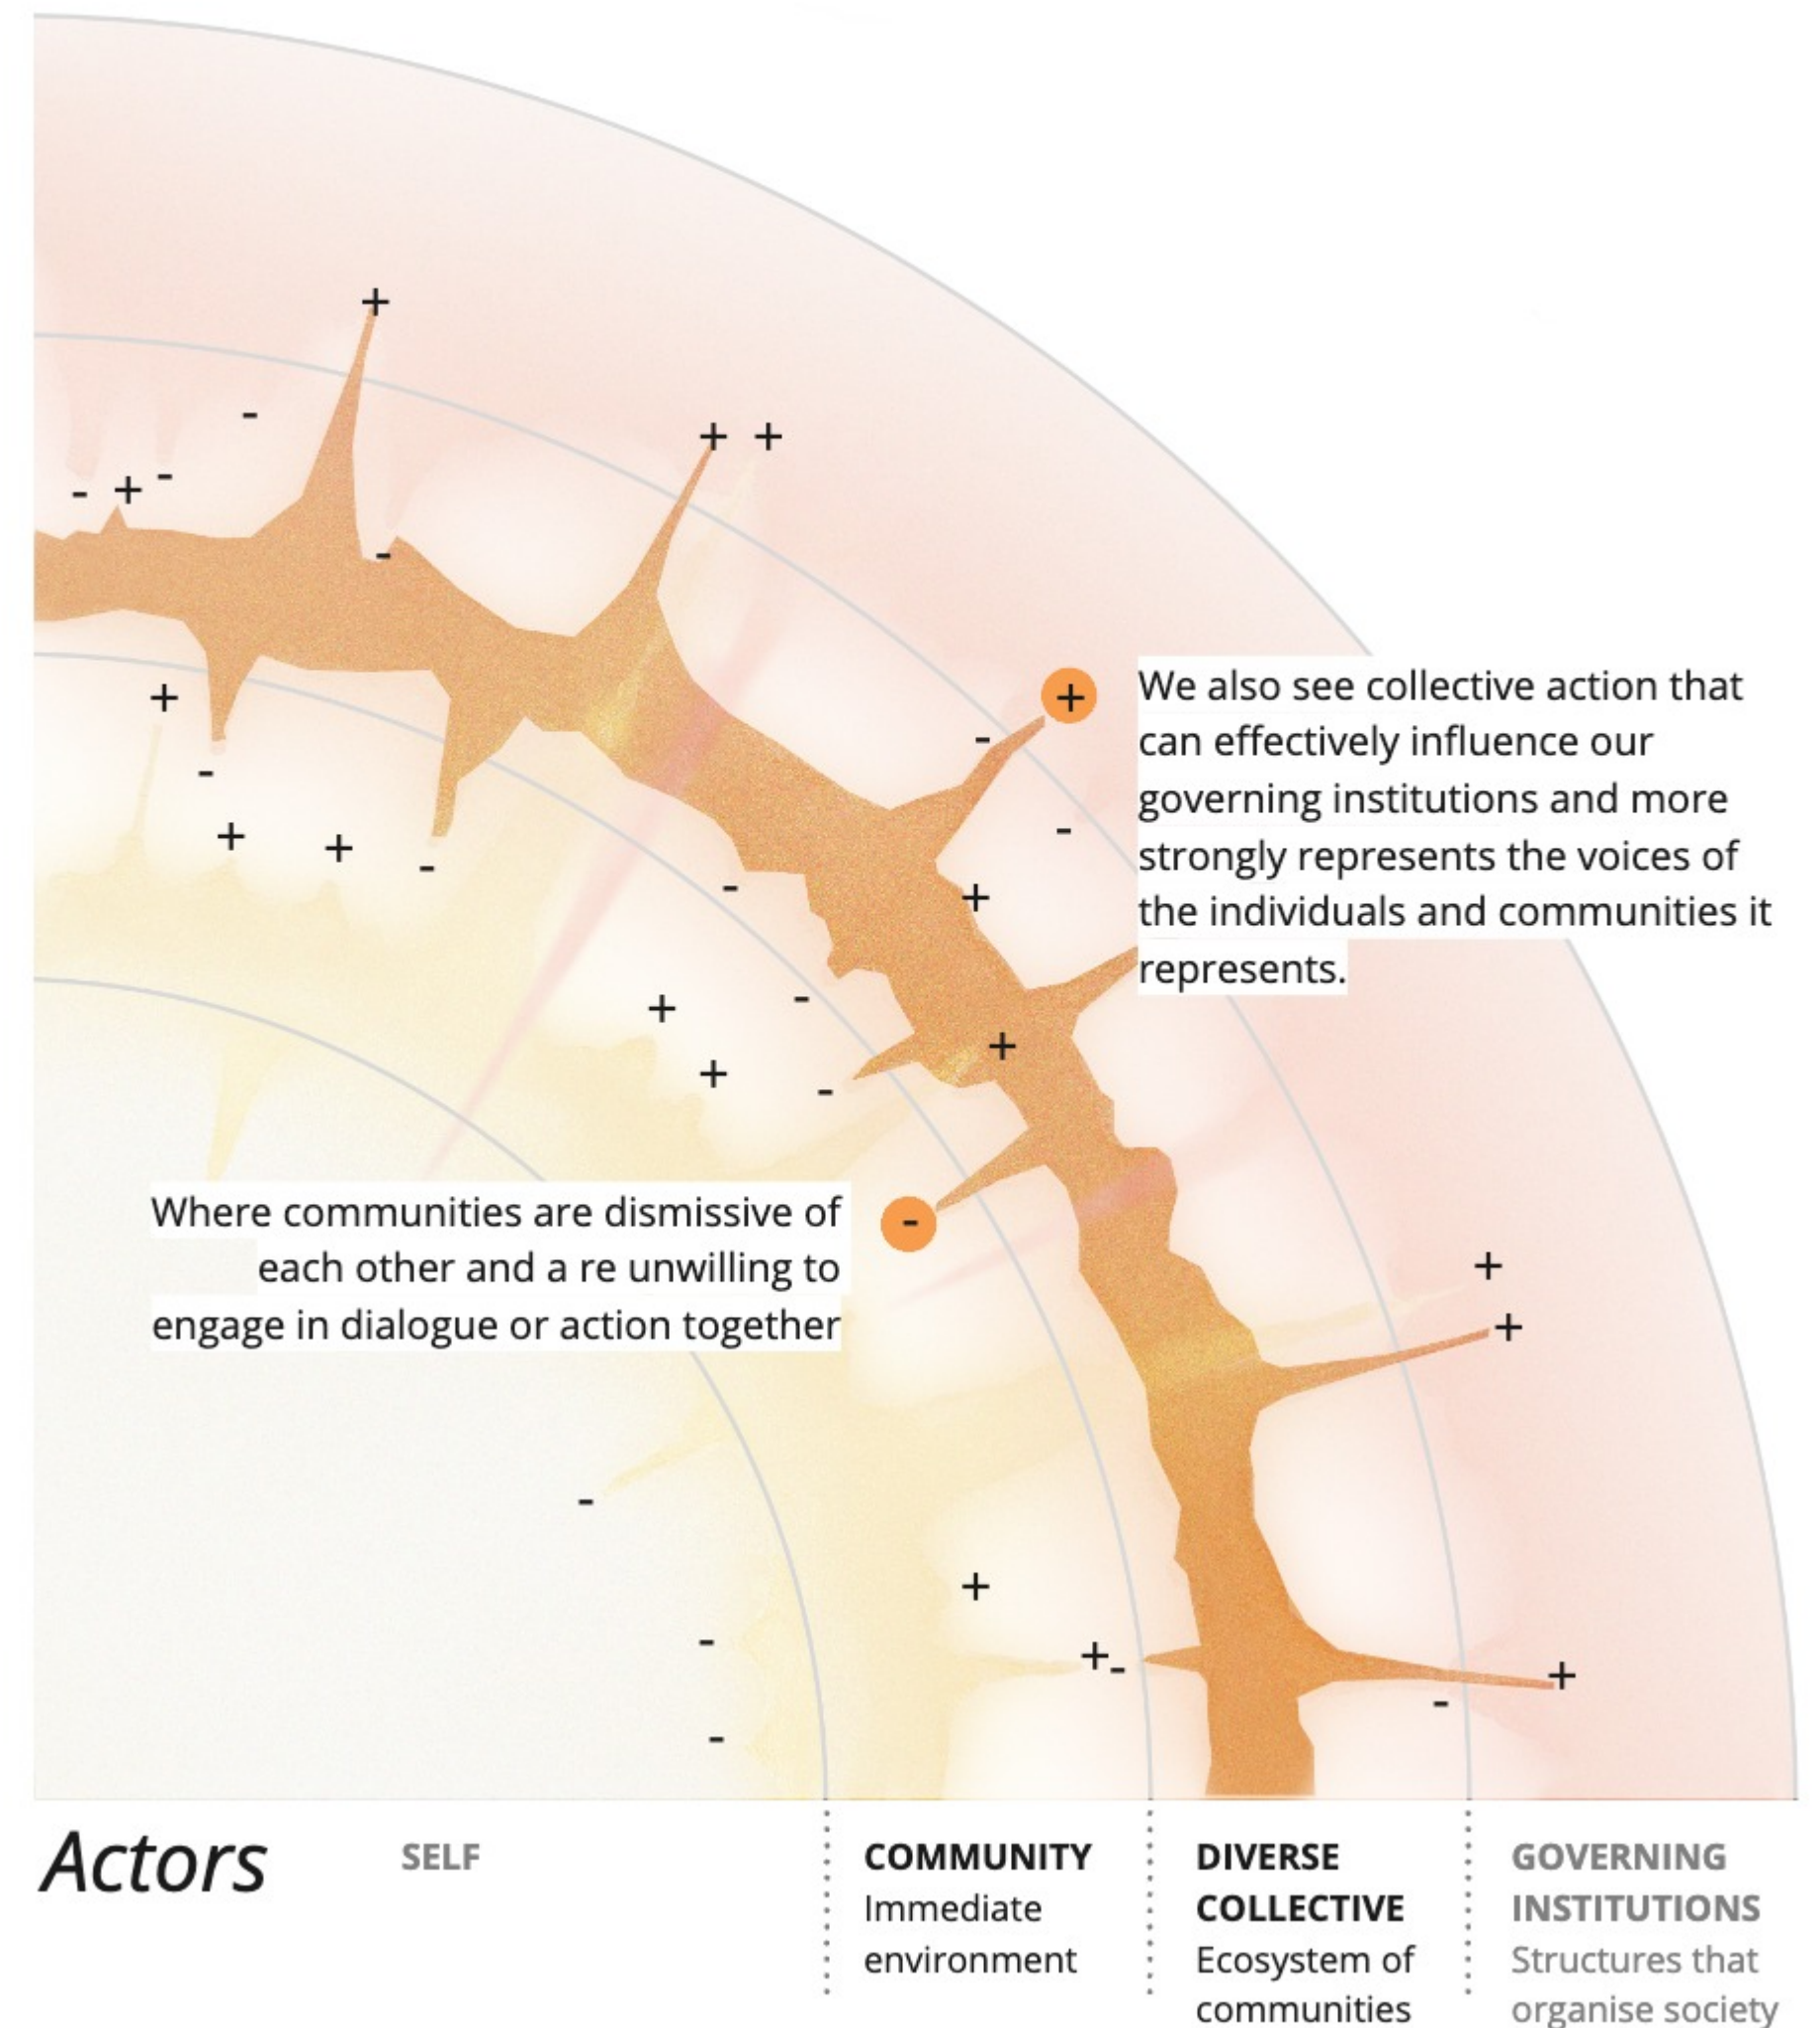 +
-
+ +
- + -
-
We also see collective action that
can effectively influence our
governing institutions and more
strongly represents the voices of
the individuals and communities it
represents.
+
-
+
-
-
+
+
-
-
+
+
-
+
-
+
+
-
Where communities are dismissive of
each other and a re unwilling to
engage in dialogue or action together
-
+
+
-
+
-
+-
+
-
-
Actors
SELF
COMMUNITY
Immediate
environment
DIVERSE
COLLECTIVE
Ecosystem of
communities
GOVERNING
INSTITUTIONS
Structures that
organise society